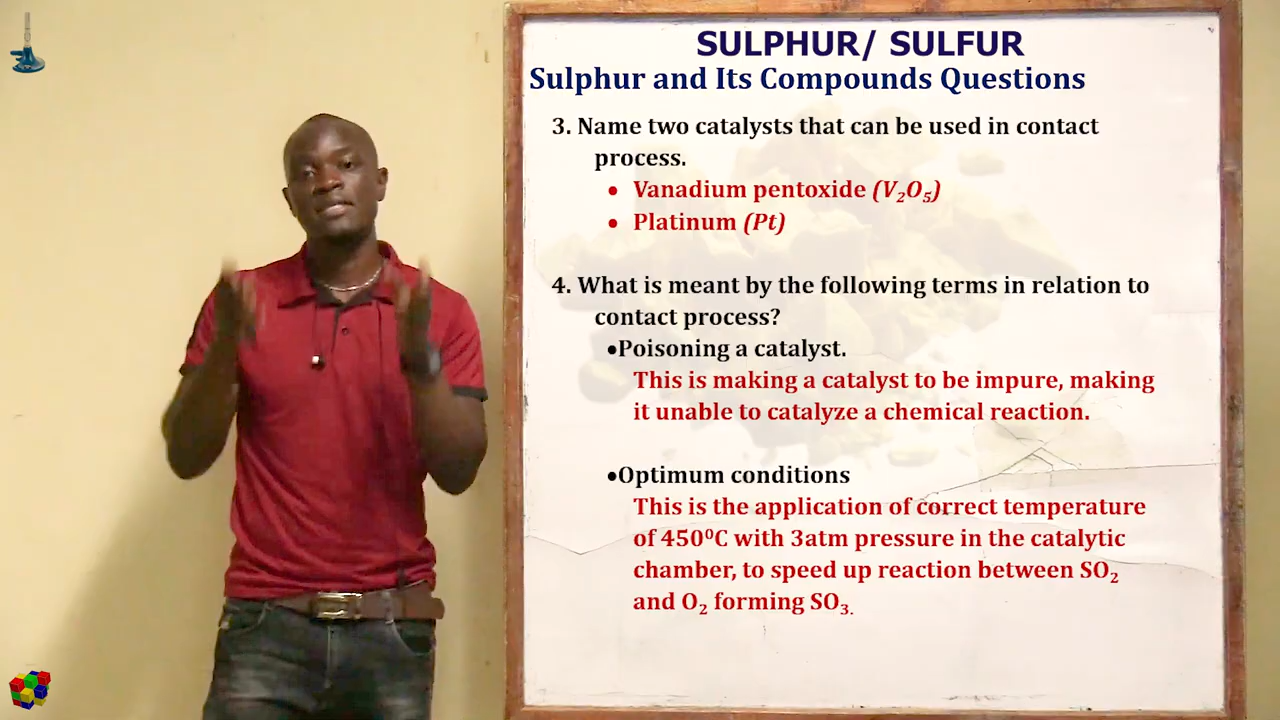 SULPHUR/ SULFUR
Sulphur and Its Compounds Questions
3. Name two catalysts that can be used in contact
process.
• Vanadium pentoxide (V₂O₅)
• Platinum (Pt)
4. What is meant by the following terms in relation to
contact process?
•Poisoning a catalyst.
This is making a catalyst to be impure, making
it unable to catalyze a chemical reaction.
•Optimum conditions
This is the application of correct temperature
of 450⁰C with 3atm pressure in the catalytic
chamber, to speed up reaction between SO₂
and O₂ forming SO₃.